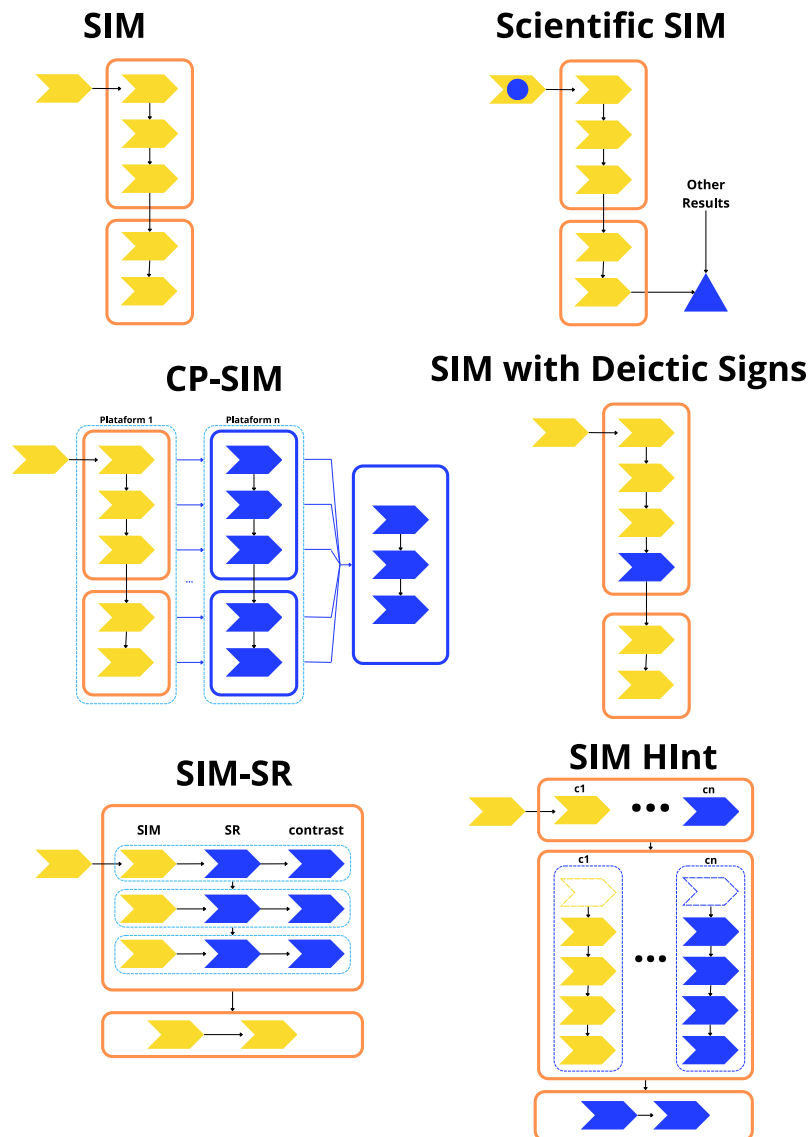 SIM
Scientific SIM
Other
Results
CP-SIM
SIM with Deictic Signs
Plataform 1
Plataform n
...
SIM-SR
SIM HInt
SIM
SR
contrast
c1
cn
c1
cn